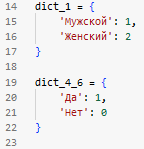 14 dict_1 = {
15     'Мужской': 1,
16     'Женский': 2
17 }
18
19 dict_4_6 = {
20     'Да': 1,
21     'Нет': 0
22 }
23